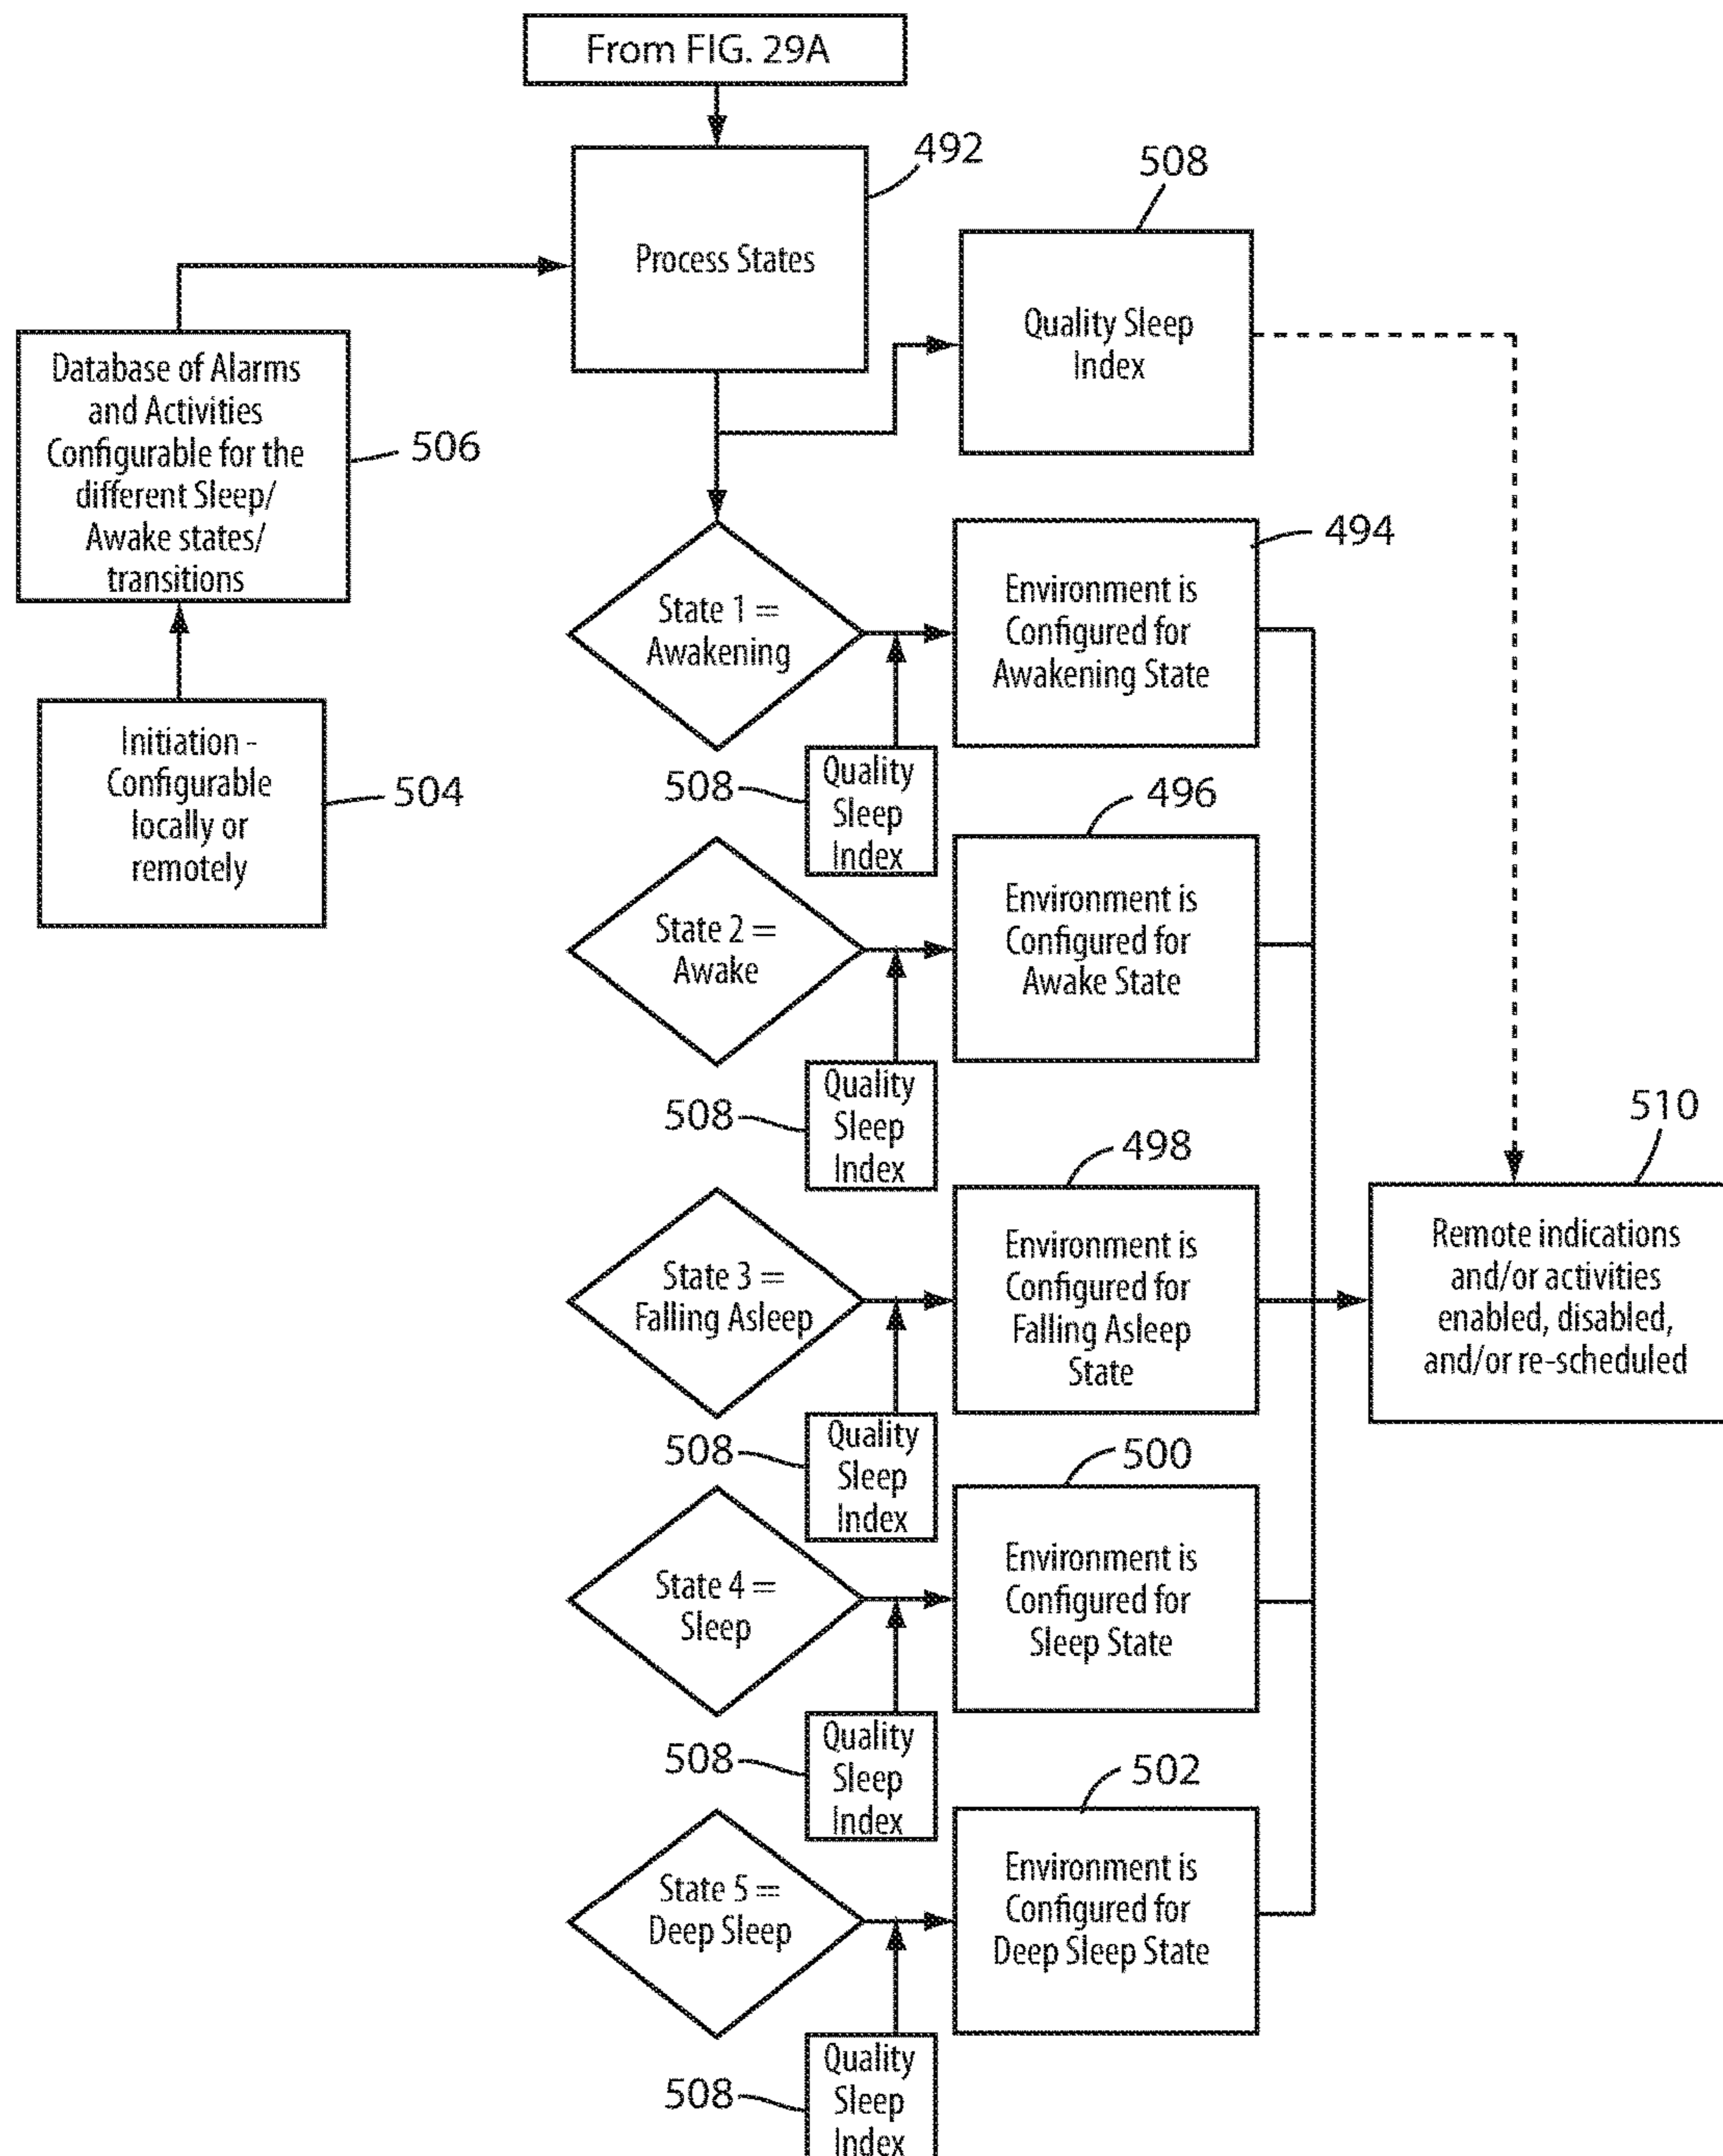 From FIG. 29A
492
Process States
508
Quality Sleep
Index
Database of Alarms
and Activities
Configurable for the
different Sleep/
Awake states/
transitions
506
Initiation -
Configurable
locally or
remotely
504
State 1 =
Awakening
508
Quality
Sleep
Index
494
Environment is
Configured for
Awakening State
State 2 =
Awake
508
Quality
Sleep
Index
496
Environment is
Configured for
Awake State
State 3 =
Falling Asleep
508
Quality
Sleep
Index
498
Environment is
Configured for
Falling Asleep
State
510
Remote indications
and/or activities
enabled, disabled,
and/or re-scheduled
State 4 =
Sleep
508
Quality
Sleep
Index
500
Environment is
Configured for
Sleep State
State 5 =
Deep Sleep
508
Quality
Sleep
Index
502
Environment is
Configured for
Deep Sleep State